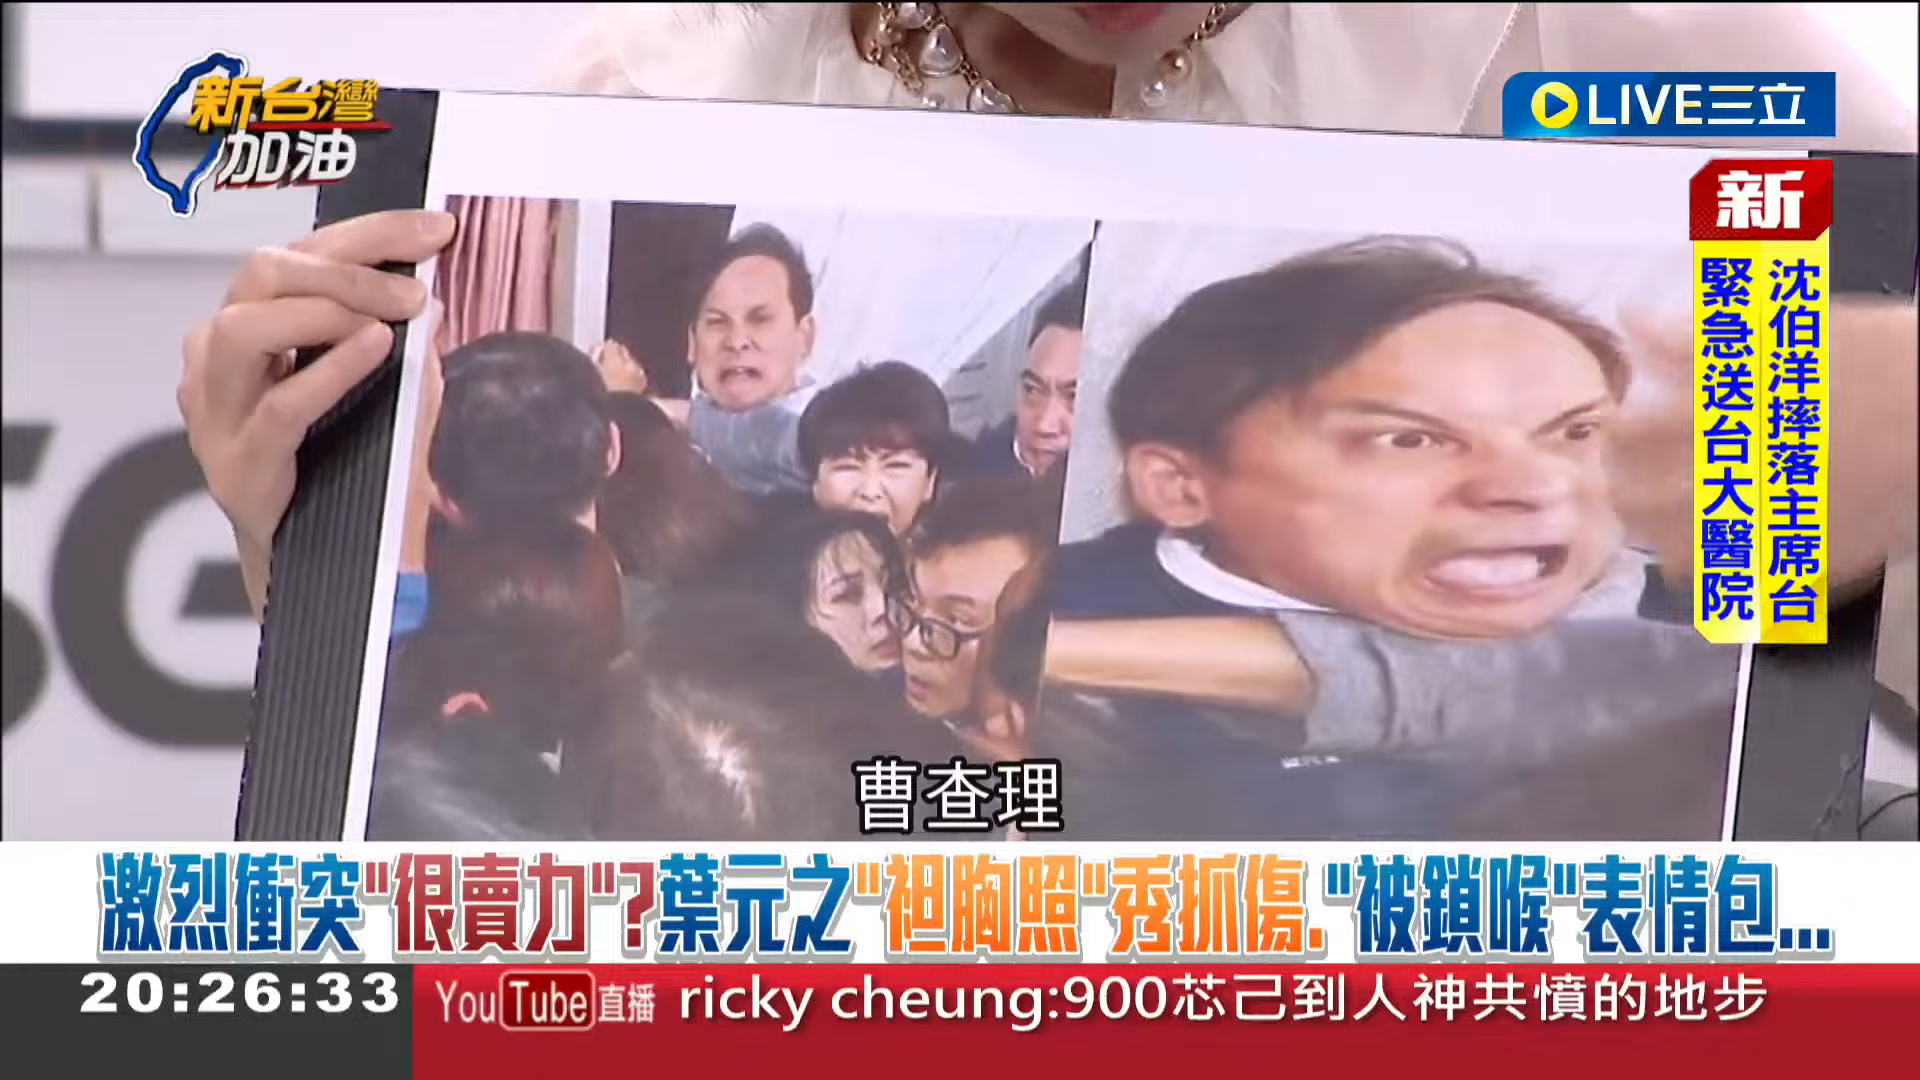 新台灣
加油
LIVE三立
新
沈伯洋摔落主席台
緊急送台大醫院
曹查理
激烈衝突"很賣力"?葉元之"袒胸照"秀抓傷."被鎖喉"表情包...
20:26:33
YouTube直播
ricky cheung:900芯己到人神共憤的地步